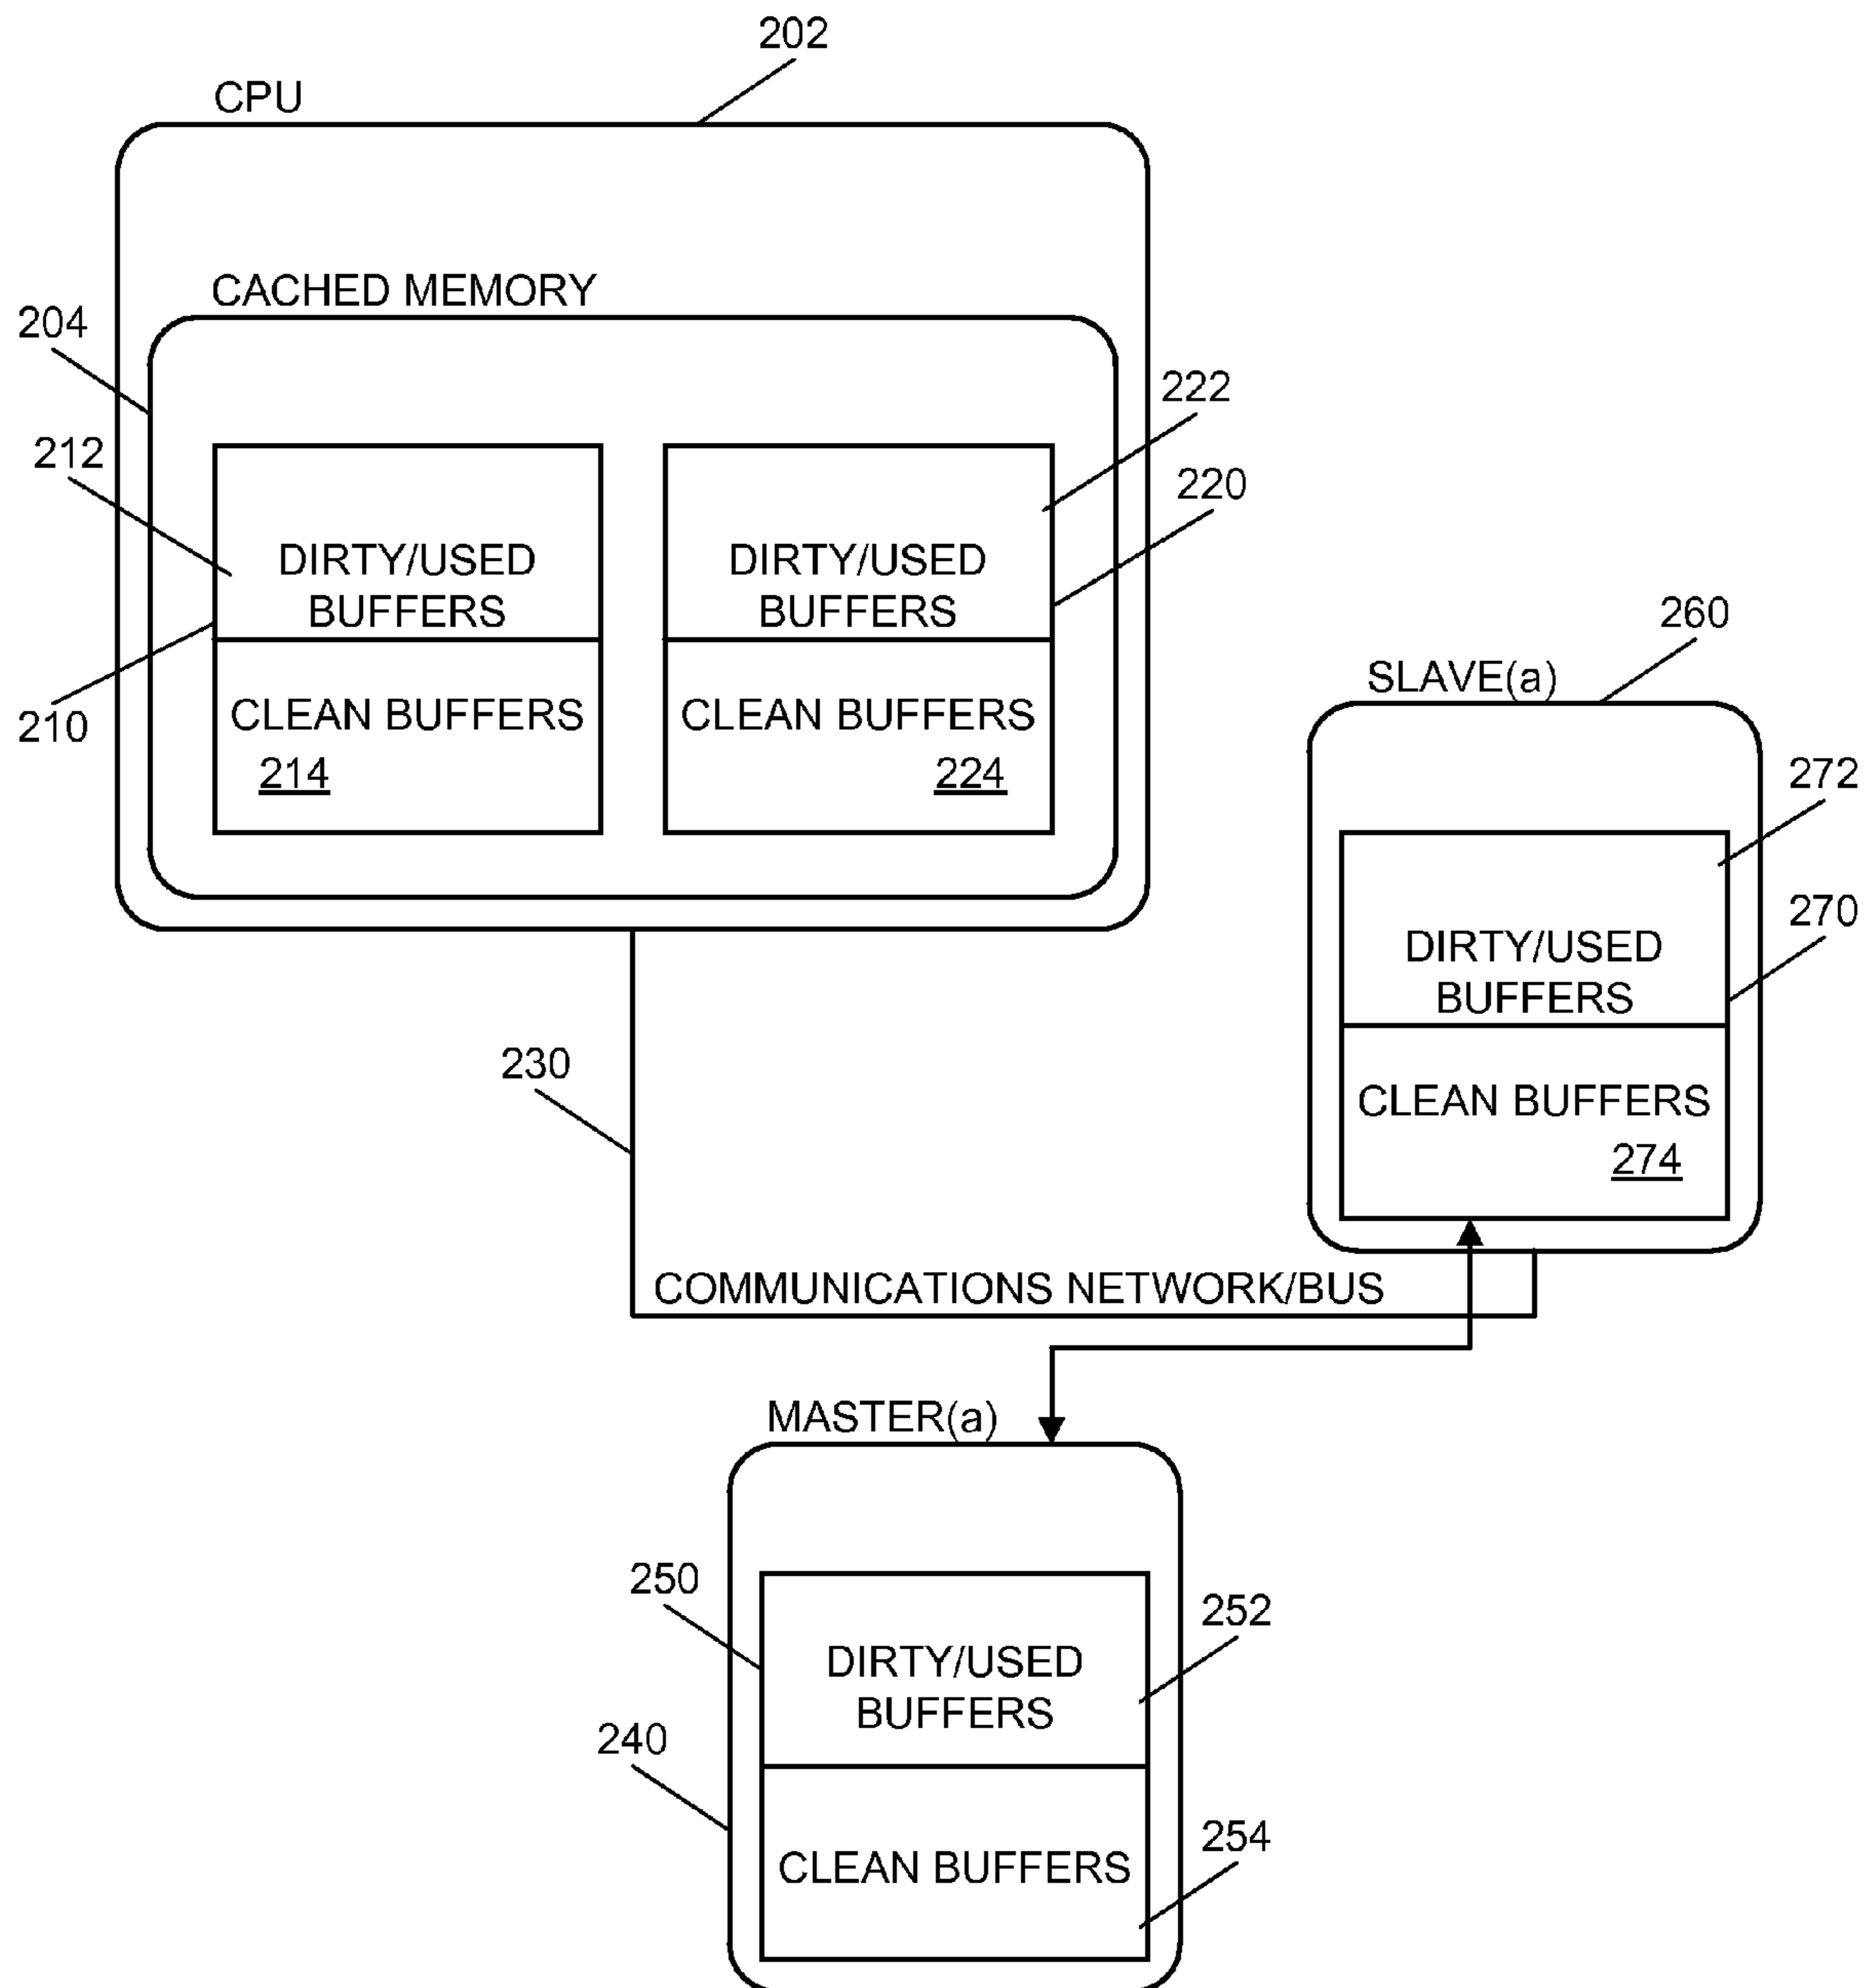 202
CPU
CACHED MEMORY
204
222
212
220
DIRTY/USED
BUFFERS
DIRTY/USED
BUFFERS
260
SLAVE(a)
210
CLEAN BUFFERS
214
CLEAN BUFFERS
224
272
270
DIRTY/USED
BUFFERS
230
CLEAN BUFFERS
274
COMMUNICATIONS NETWORK/BUS
MASTER(a)
250
252
DIRTY/USED
BUFFERS
240
254
CLEAN BUFFERS